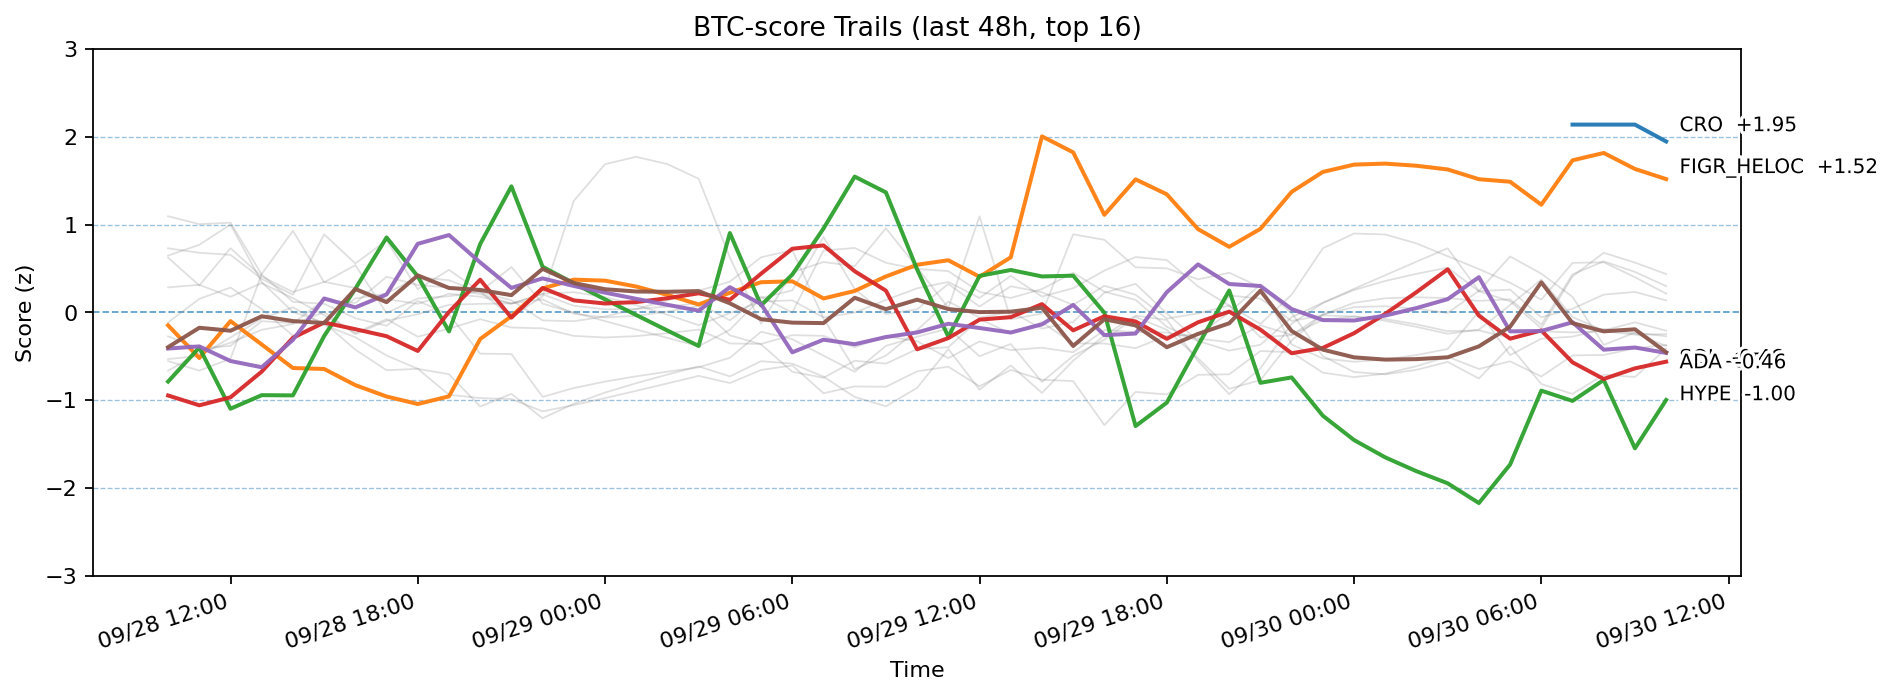 BTC-score Trails (last 48h, top 16)
Score (z)
3
2
1
0
−1
−2
−3
CRO +1.95
FIGR_HELOC +1.52
ADA -0.46
HYPE -1.00
09/28 12:00
09/28 18:00
09/29 00:00
09/29 06:00
09/29 12:00
09/29 18:00
09/30 00:00
09/30 06:00
09/30 12:00
Time